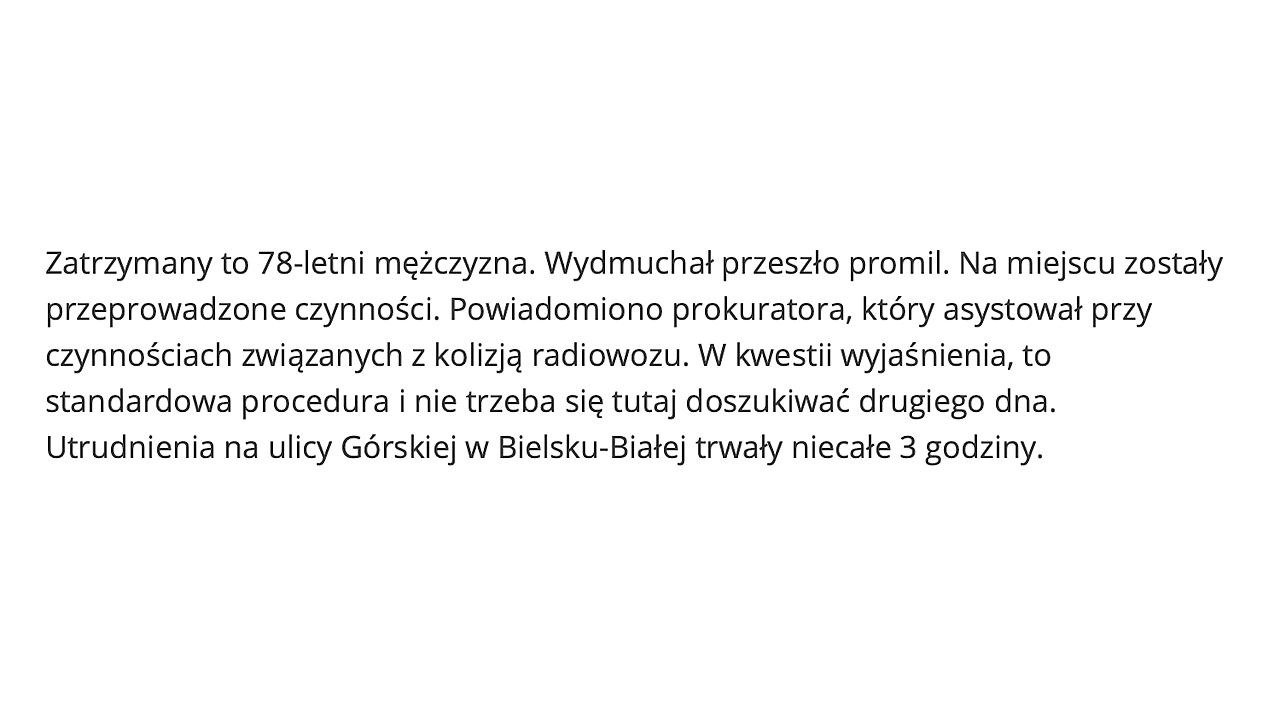 Zatrzymany to 78-letni mężczyzna. Wydmuchał przeszło promil. Na miejscu zostały
przeprowadzone czynności. Powiadomiono prokuratora, który asystował przy
czynnościach związanych z kolizją radiowozu. W kwestii wyjaśnienia, to
standardowa procedura i nie trzeba się tutaj doszukiwać drugiego dna.
Utrudnienia na ulicy Górskiej w Bielsku-Białej trwały niecałe 3 godziny.